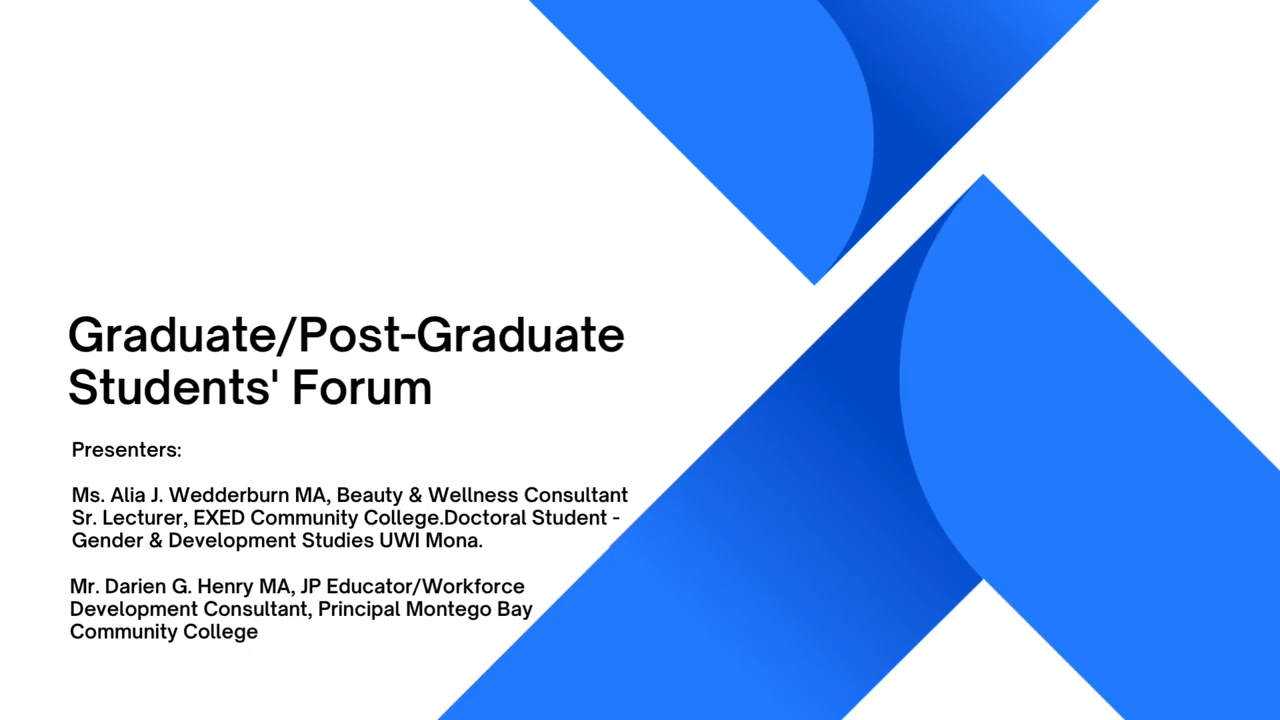 Graduate/Post-Graduate
Students' Forum
Presenters:
Ms. Alia J. Wedderburn MA, Beauty & Wellness Consultant
Sr. Lecturer, EXED Community College.Doctoral Student -
Gender & Development Studies UWI Mona.
Mr. Darien G. Henry MA, JP Educator/Workforce
Development Consultant, Principal Montego Bay
Community College